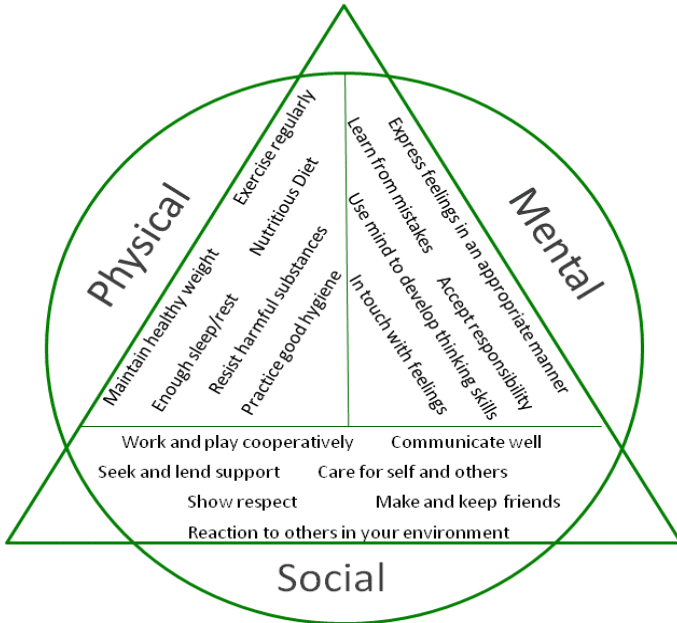 Physical
Mental
Exercise regularly
Nutritious Diet
Maintain healthy weight
Enough sleep/rest
Resist harmful substances
Practice good hygiene
Express feelings in an appropriate manner
Learn from mistakes
Use mind to develop thinking skills
Accept responsibility
In touch with feelings
Work and play cooperatively Communicate well
Seek and lend support Care for self and others
Show respect Make and keep friends
Reaction to others in your environment
Social